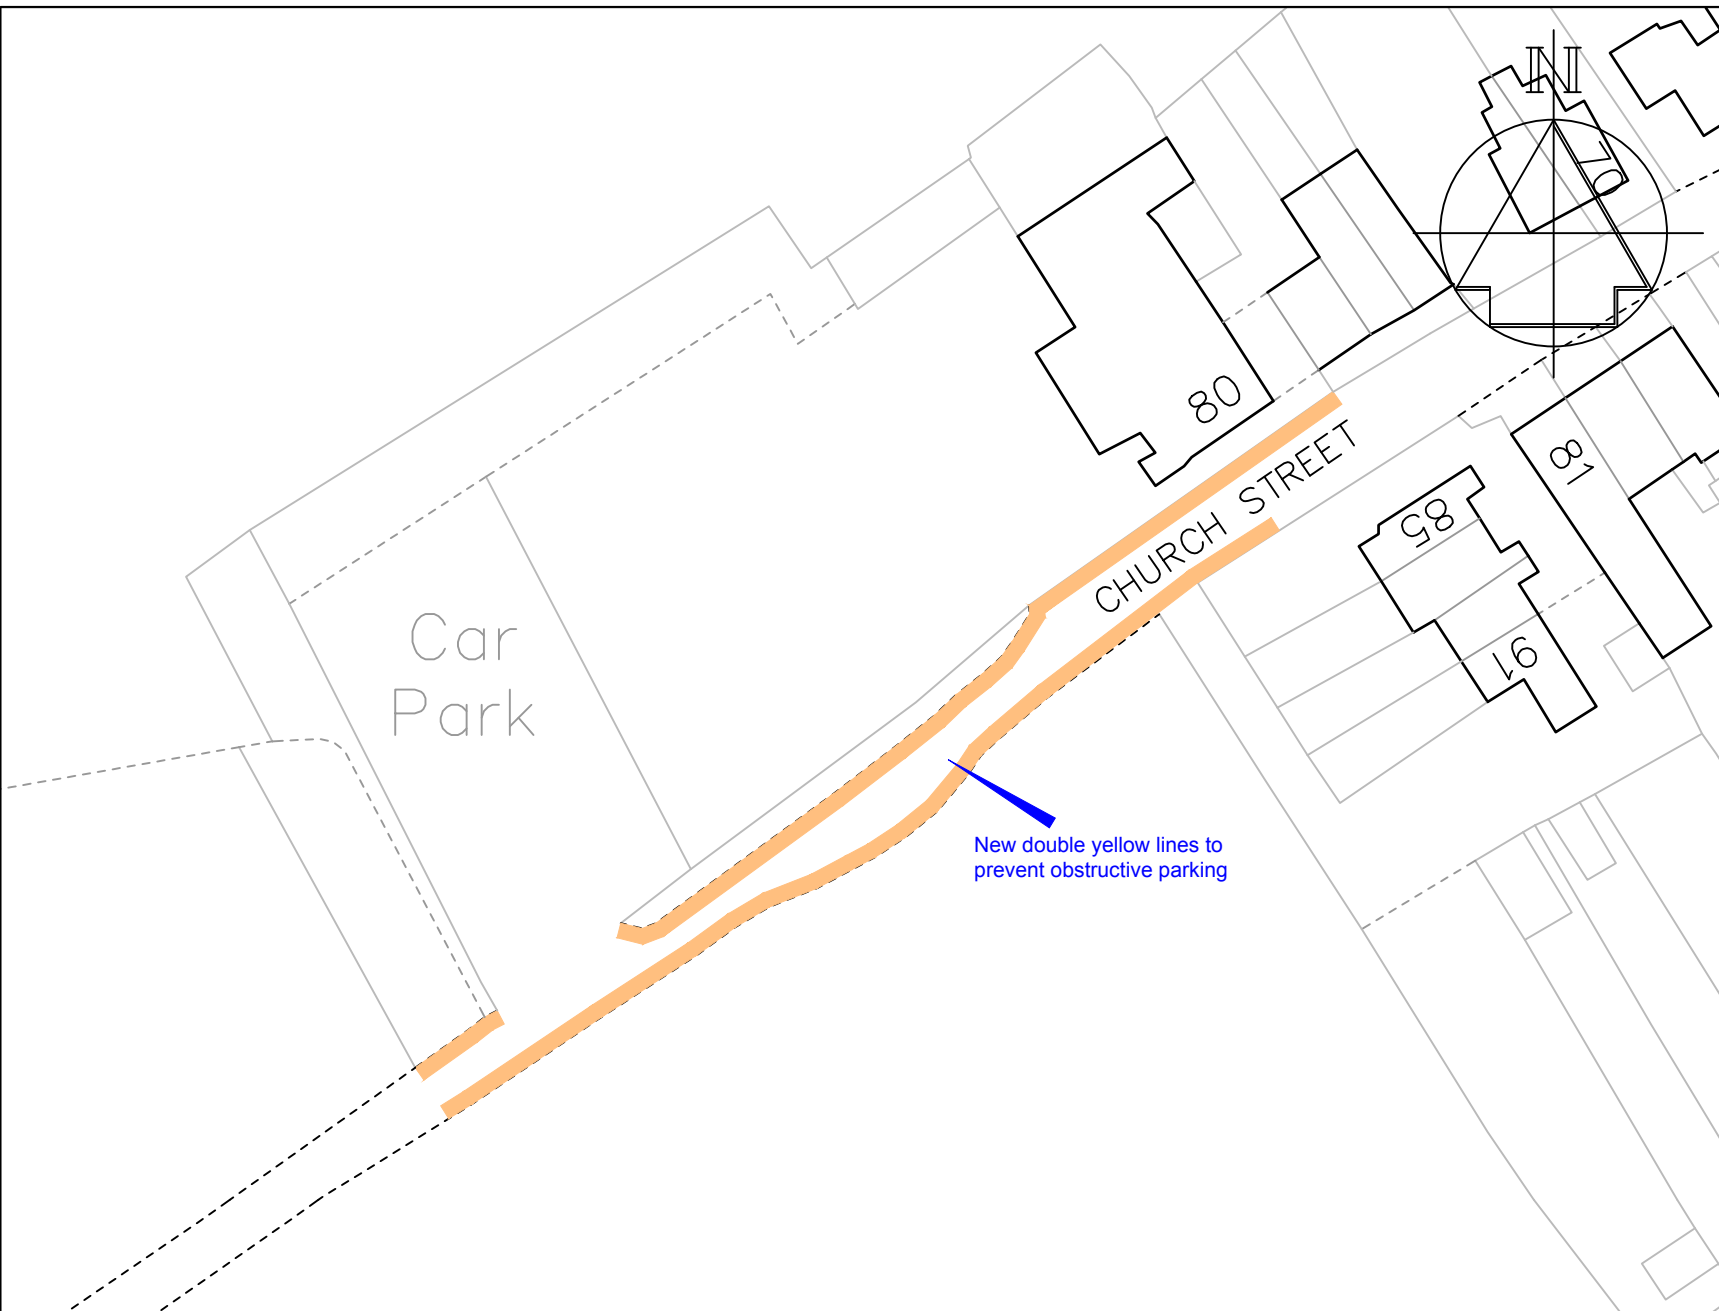 N
70
80
CHURCH STREET
81
85
91
Car
Park
New double yellow lines to
prevent obstructive parking